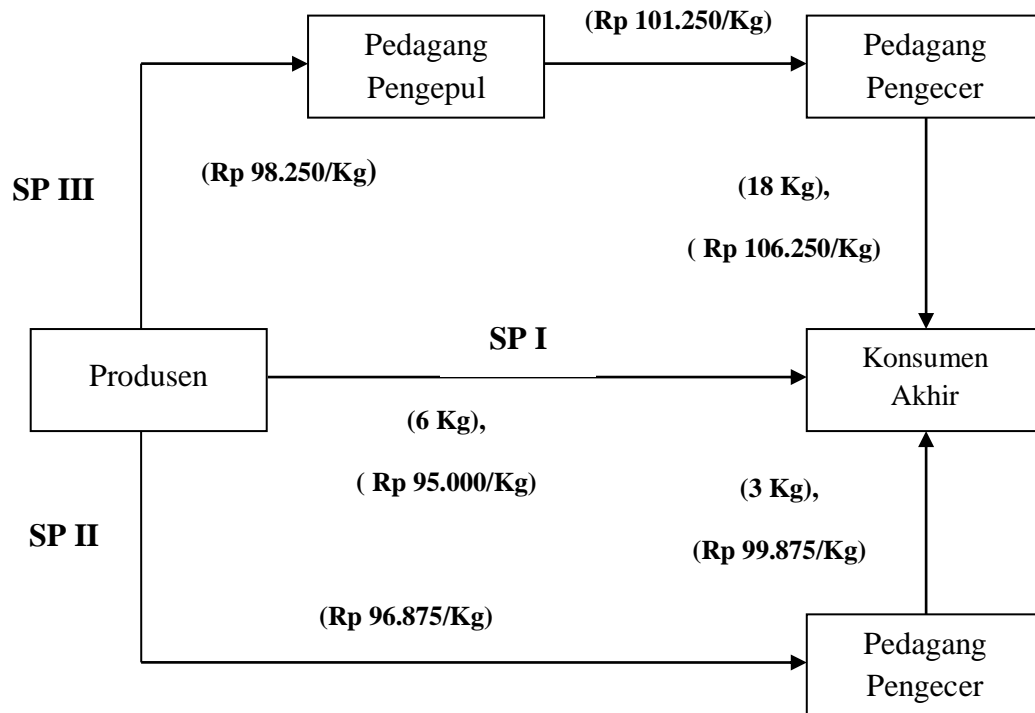 (Rp 101.250/Kg)
Pedagang
Pengepul
Pedagang
Pengecer
(Rp 98.250/Kg)
SP III
(18 Kg),
( Rp 106.250/Kg)
SP I
Produsen
Konsumen
Akhir
(6 Kg),
( Rp 95.000/Kg)
(3 Kg),
SP II
(Rp 99.875/Kg)
(Rp 96.875/Kg)
Pedagang
Pengecer